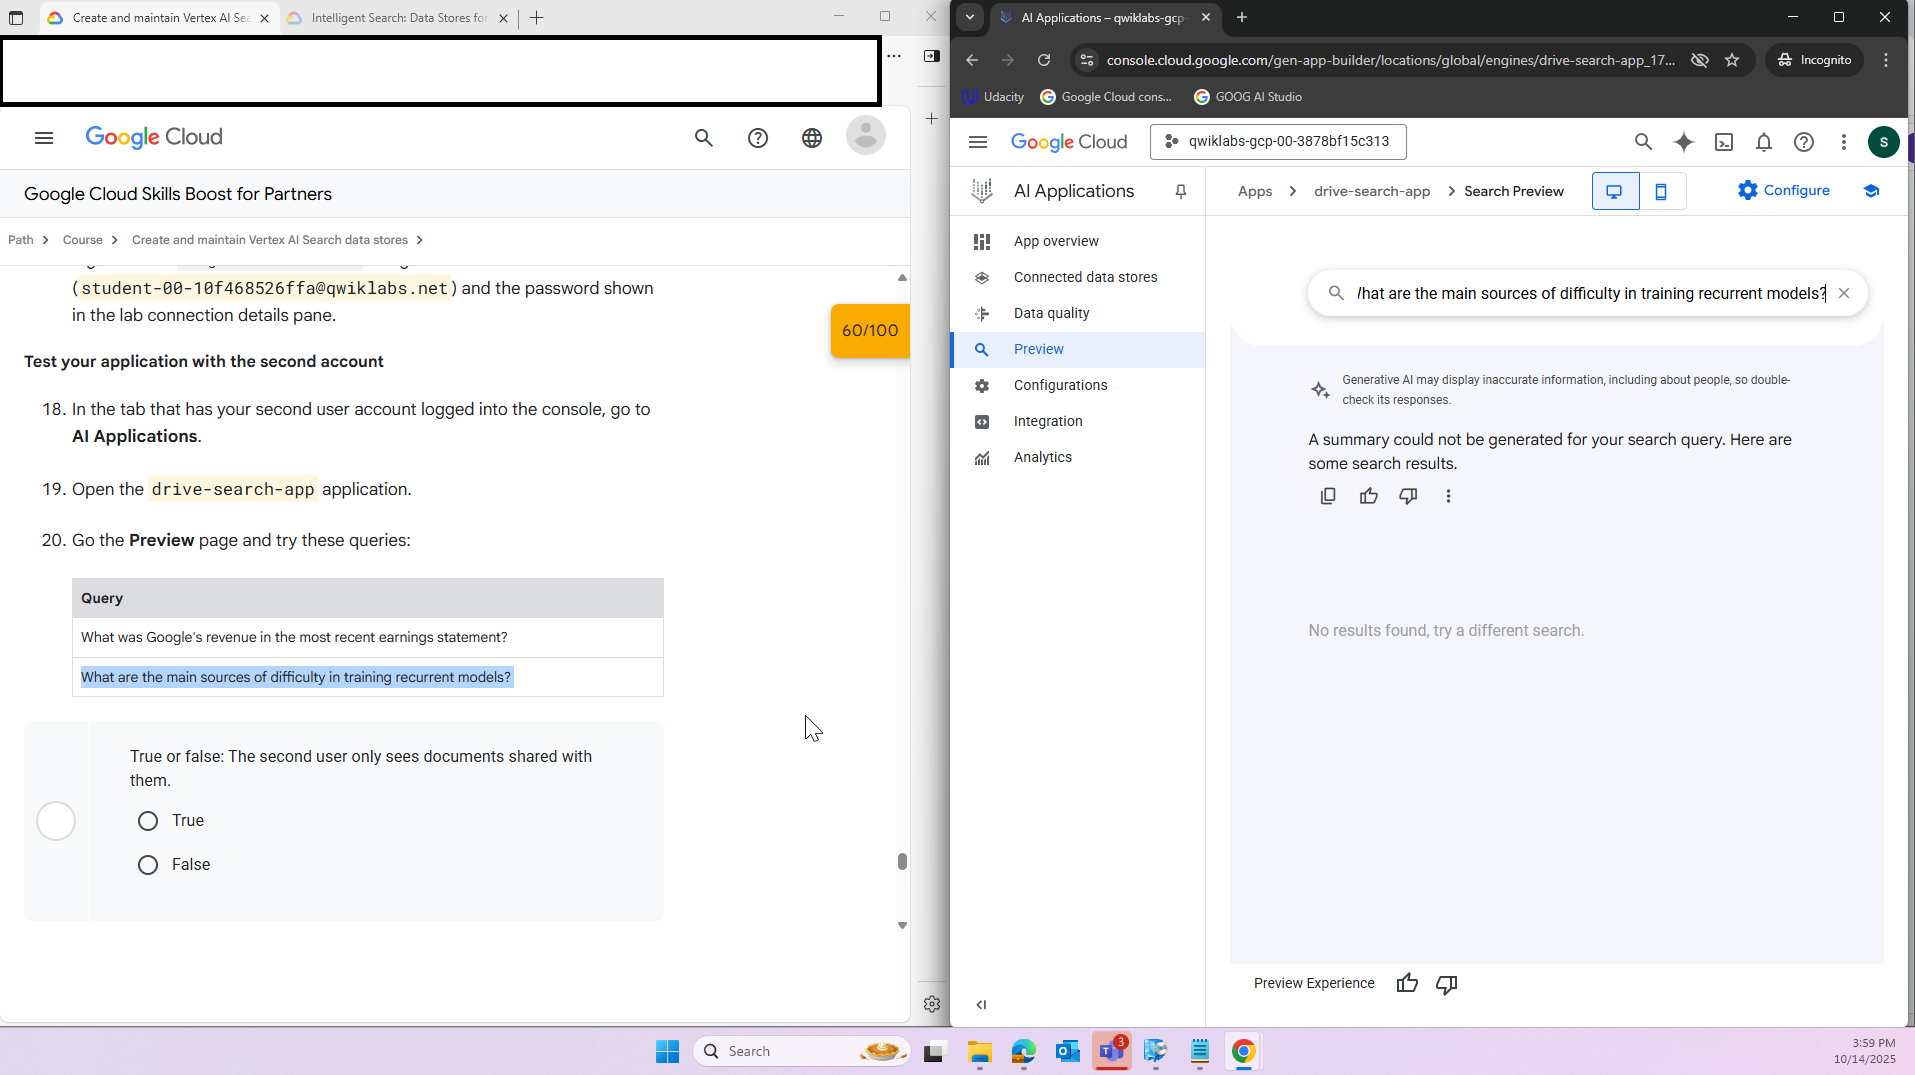 Create and maintain Vertex AI Sea
Intelligent Search: Data Stores for
Google Cloud
Google Cloud Skills Boost for Partners
Path > Course > Create and maintain Vertex AI Search data stores >
(student-00-10f468526ffa@qwiklabs.net) and the password shown
in the lab connection details pane.
60/100
Test your application with the second account
18. In the tab that has your second user account logged into the console, go to
AI Applications.
19. Open the drive-search-app application.
20. Go the Preview page and try these queries:
Query
What was Google's revenue in the most recent earnings statement?
What are the main sources of difficulty in training recurrent models?
True or false: The second user only sees documents shared with
them.
True
False
AI Applications – qwiklabs-gcp-
console.cloud.google.com/gen-app-builder/locations/global/engines/drive-search-app_17...
Incognito
Udacity
Google Cloud cons...
GOOG AI Studio
Google Cloud
qwiklabs-gcp-00-3878bf15c313
S
AI Applications
Apps > drive-search-app > Search Preview
Configure
App overview
Connected data stores
Data quality
Preview
Configurations
Integration
Analytics
hat are the main sources of difficulty in training recurrent models?
Generative AI may display inaccurate information, including about people, so double-
check its responses.
A summary could not be generated for your search query. Here are
some search results.
No results found, try a different search.
Preview Experience
Search
3
3:59 PM
10/14/2025